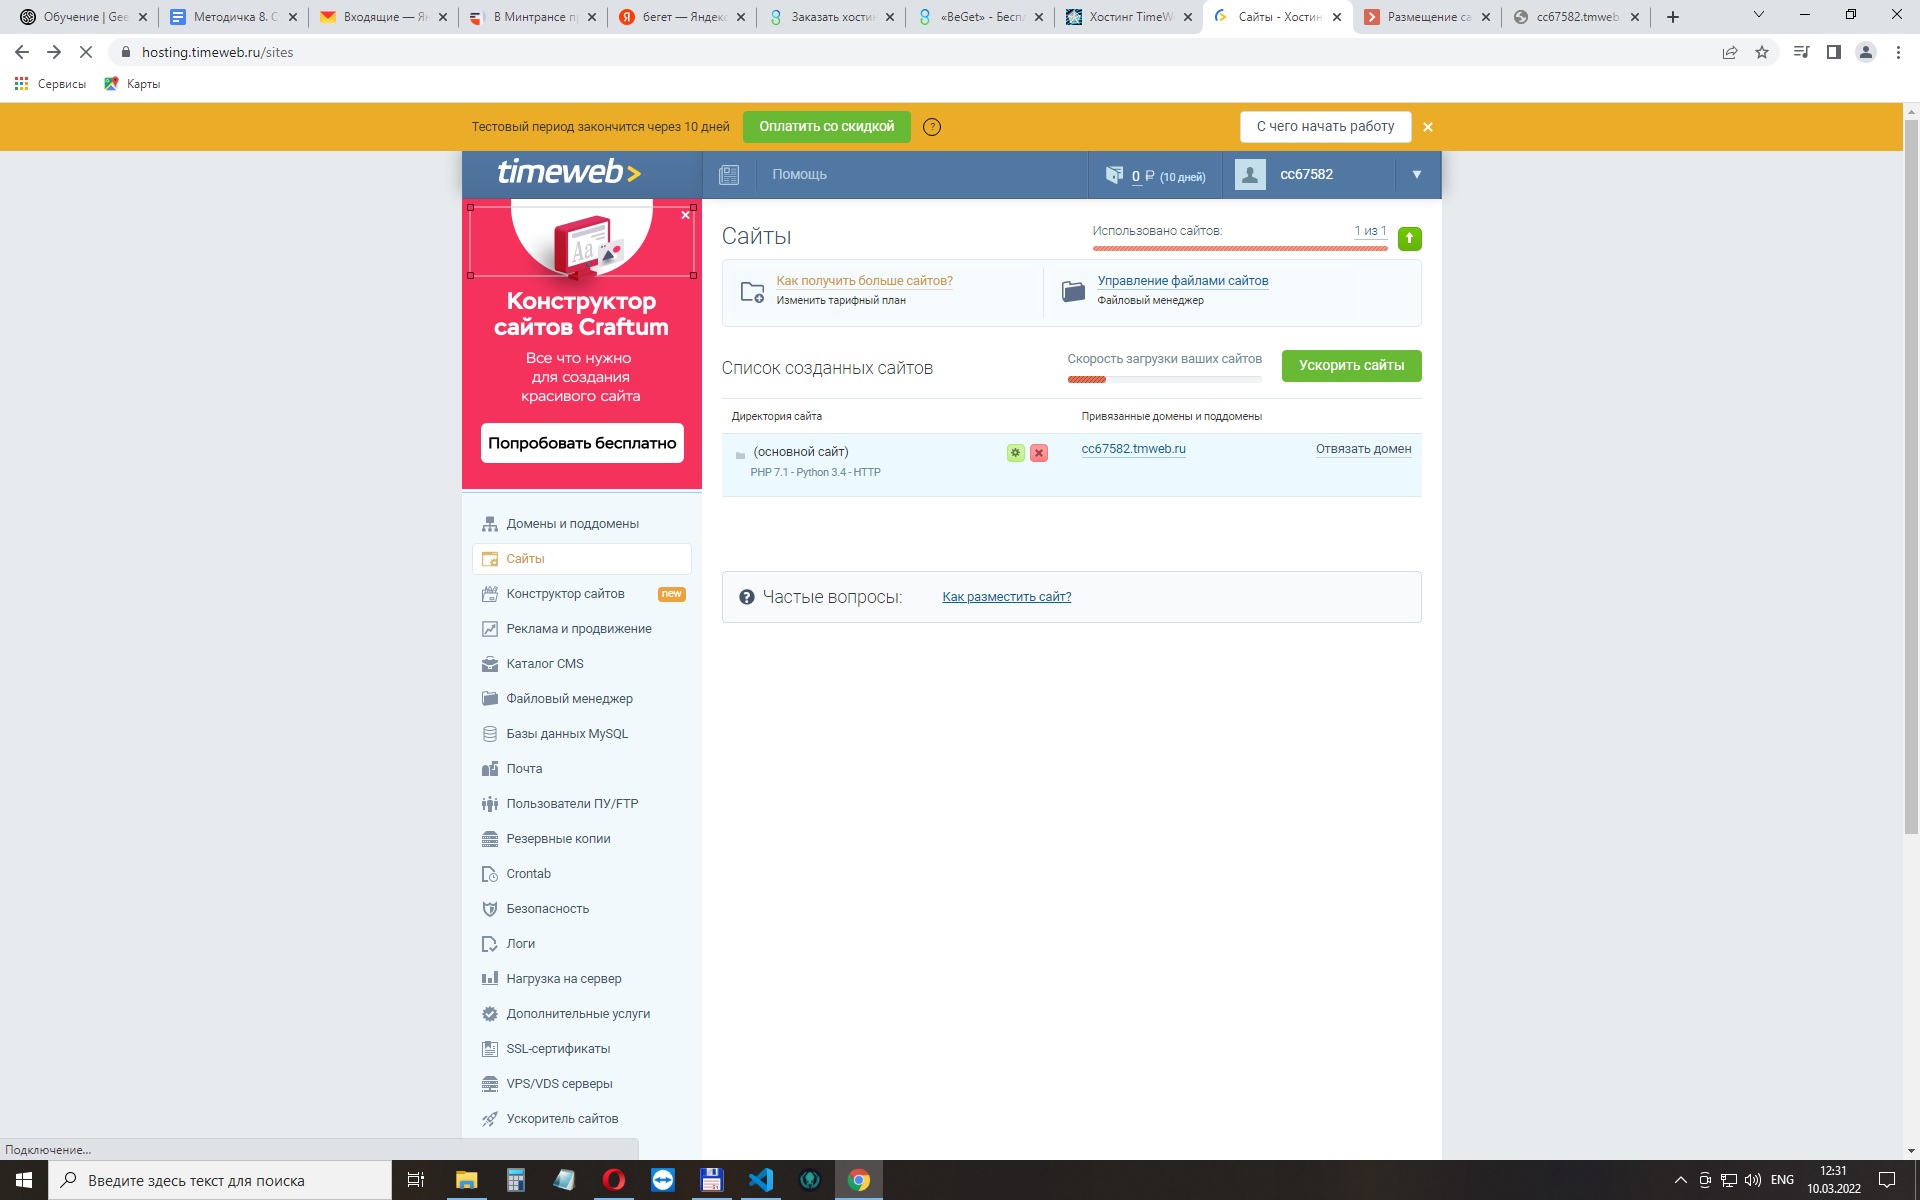 Обучение | Gee
Методичка 8. С
Входящие — Ян
В Минтрансе п
бегет — Яндекс
Заказать хости
«BeGet» - Бесп
Хостинг TimeW
Сайты - Хостин
Размещение са
cc67582.tmweb
hosting.timeweb.ru/sites
Сервисы
Карты
Тестовый период закончится через 10 дней
Оплатить со скидкой
?
С чего начать работу
timeweb>
Помощь
0 ₽ (10 дней)
cc67582
Aa
Конструктор
сайтов Craftum
Все что нужно
для создания
красивого сайта
Попробовать бесплатно
Сайты
Использовано сайтов:
1 из 1
Как получить больше сайтов?
Изменить тарифный план
Управление файлами сайтов
Файловый менеджер
Список созданных сайтов
Скорость загрузки ваших сайтов
Ускорить сайты
Директория сайта
Привязанные домены и поддомены
(основной сайт)
PHP 7.1 - Python 3.4 - HTTP
cc67582.tmweb.ru
Отвязать домен
Частые вопросы:
Как разместить сайт?
Домены и поддомены
Сайты
Конструктор сайтов
new
Реклама и продвижение
Каталог CMS
Файловый менеджер
Базы данных MySQL
Почта
Пользователи ПУ/FTP
Резервные копии
Crontab
Безопасность
Логи
Нагрузка на сервер
Дополнительные услуги
SSL-сертификаты
VPS/VDS серверы
Ускоритель сайтов
Подключение...
Введите здесь текст для поиска
ENG
12:31
10.03.2022